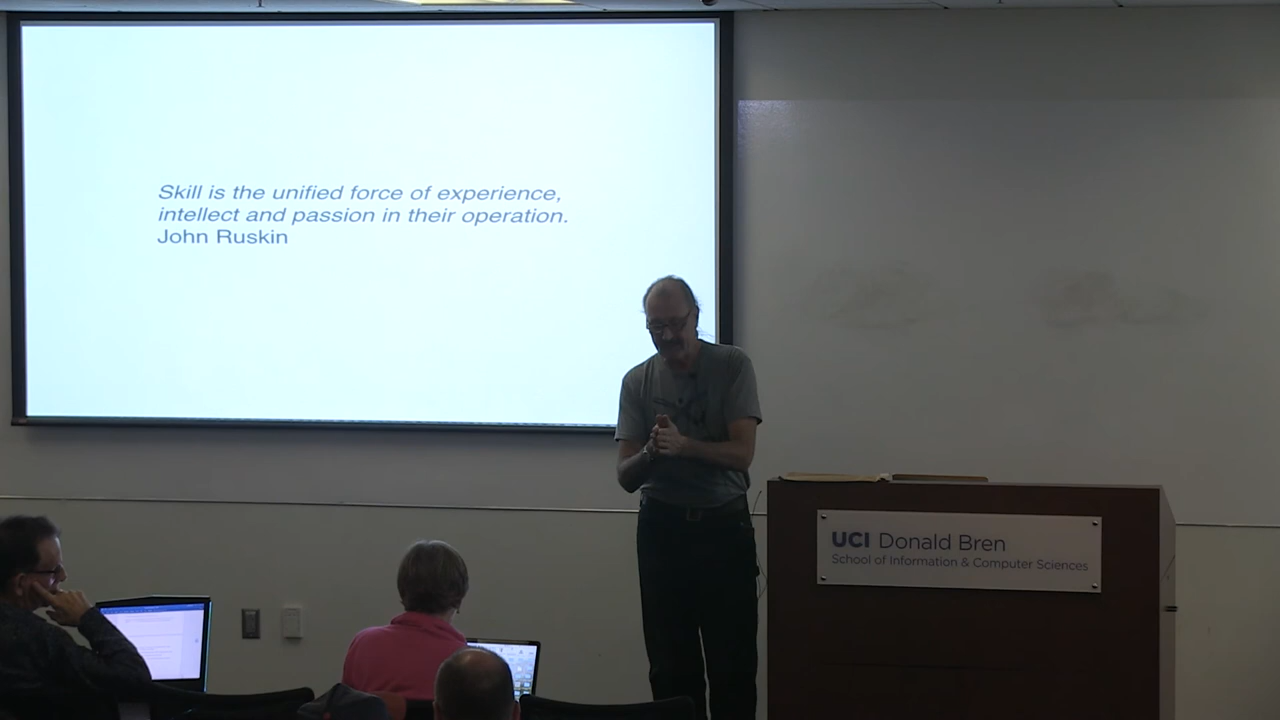 Skill is the unified force of experience,
intellect and passion in their operation.
John Ruskin
UCI Donald Bren
School of Information & Computer Sciences